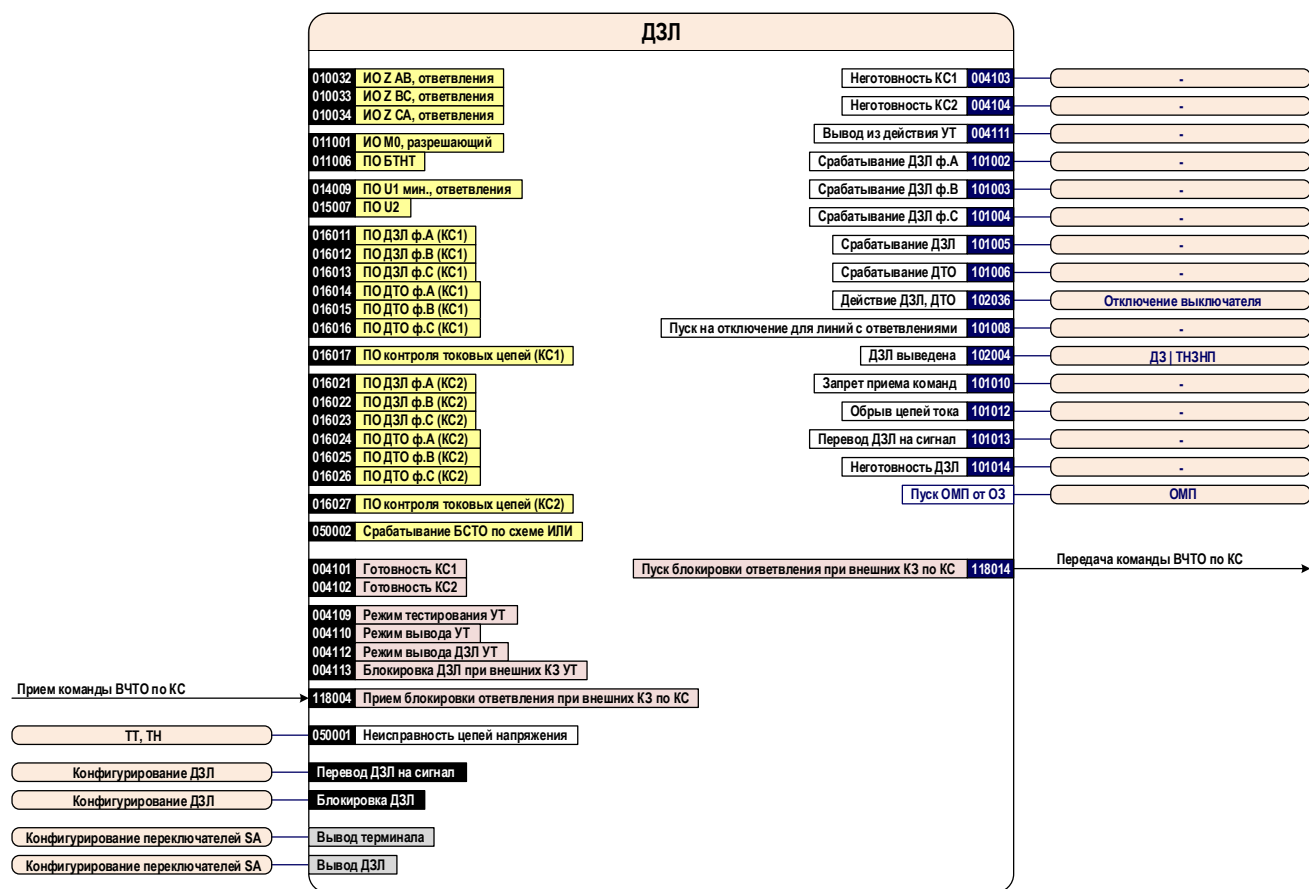 ДЗЛ
010032 ИО Z AB, ответвления
010033 ИО Z BC, ответвления
010034 ИО Z CA, ответвления
011001 ИО М0, разрешающий
011006 ПО БТНТ
014009 ПО U1 мин., ответвления
015007 ПО U2
016011 ПО ДЗЛ ф.А (КС1)
016012 ПО ДЗЛ ф.В (КС1)
016013 ПО ДЗЛ ф.С (КС1)
016014 ПО ДТО ф.А (КС1)
016015 ПО ДТО ф.В (КС1)
016016 ПО ДТО ф.С (КС1)
016017 ПО контроля токовых цепей (КС1)
016021 ПО ДЗЛ ф.А (КС2)
016022 ПО ДЗЛ ф.В (КС2)
016023 ПО ДЗЛ ф.С (КС2)
016024 ПО ДТО ф.А (КС2)
016025 ПО ДТО ф.В (КС2)
016026 ПО ДТО ф.С (КС2)
016027 ПО контроля токовых цепей (КС2)
050002 Срабатывание БСТО по схеме ИЛИ
004101 Готовность КС1
004102 Готовность КС2
004109 Режим тестирования УТ
004110 Режим вывода УТ
004112 Режим вывода ДЗЛ УТ
004113 Блокировка ДЗЛ при внешних КЗ УТ
Прием команды ВЧТО по КС
118004 Прием блокировки ответвления при внешних КЗ по КС
ТТ, ТН 050001 Неисправность цепей напряжения
Конфигурирование ДЗЛ Перевод ДЗЛ на сигнал
Конфигурирование ДЗЛ Блокировка ДЗЛ
Конфигурирование переключателей SA Вывод терминала
Конфигурирование переключателей SA Вывод ДЗЛ
Неготовность КС1 004103 -
Неготовность КС2 004104 -
Вывод из действия УТ 004111 -
Срабатывание ДЗЛ ф.А 101002 -
Срабатывание ДЗЛ ф.В 101003 -
Срабатывание ДЗЛ ф.С 101004 -
Срабатывание ДЗЛ 101005 -
Срабатывание ДТО 101006 -
Действие ДЗЛ, ДТО 102036 Отключение выключателя
Пуск на отключение для линий с ответвлениями 101008 -
ДЗЛ выведена 102004 ДЗ | ТНЗНП
Запрет приема команд 101010 -
Обрыв цепей тока 101012 -
Перевод ДЗЛ на сигнал 101013 -
Неготовность ДЗЛ 101014 -
Пуск ОМП от ОЗ ОМП
Пуск блокировки ответвления при внешних КЗ по КС 118014 Передача команды ВЧТО по КС